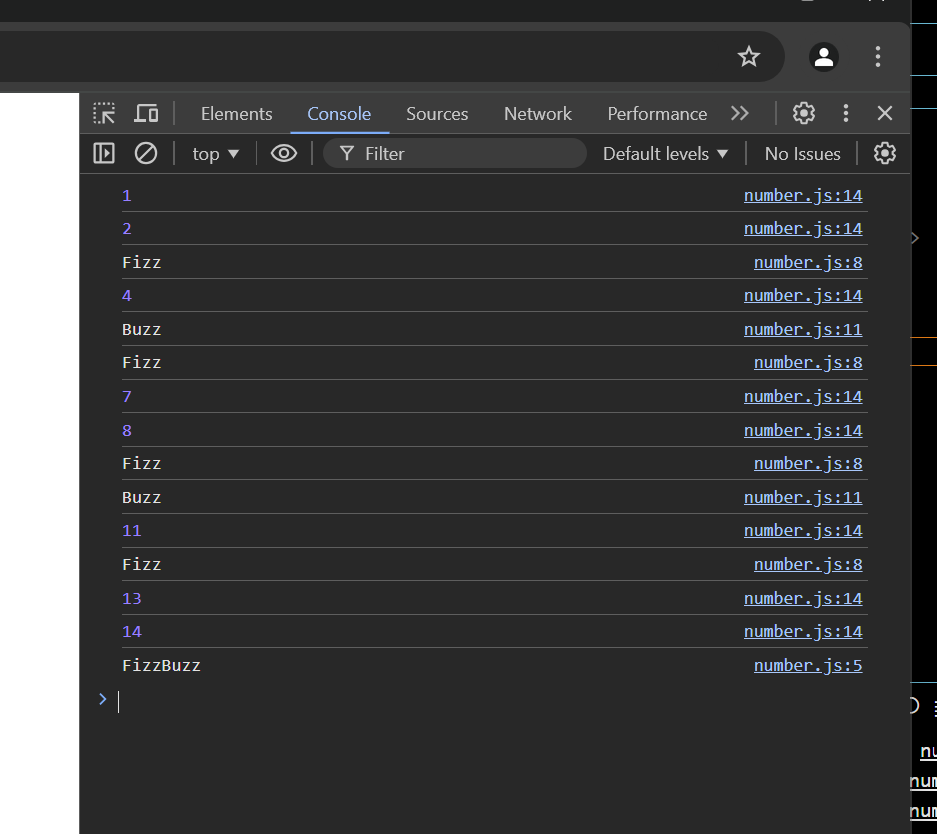 Elements Console Sources Network Performance
top Filter Default levels No Issues
1 number.js:14
2 number.js:14
Fizz number.js:8
4 number.js:14
Buzz number.js:11
Fizz number.js:8
7 number.js:14
8 number.js:14
Fizz number.js:8
Buzz number.js:11
11 number.js:14
Fizz number.js:8
13 number.js:14
14 number.js:14
FizzBuzz number.js:5